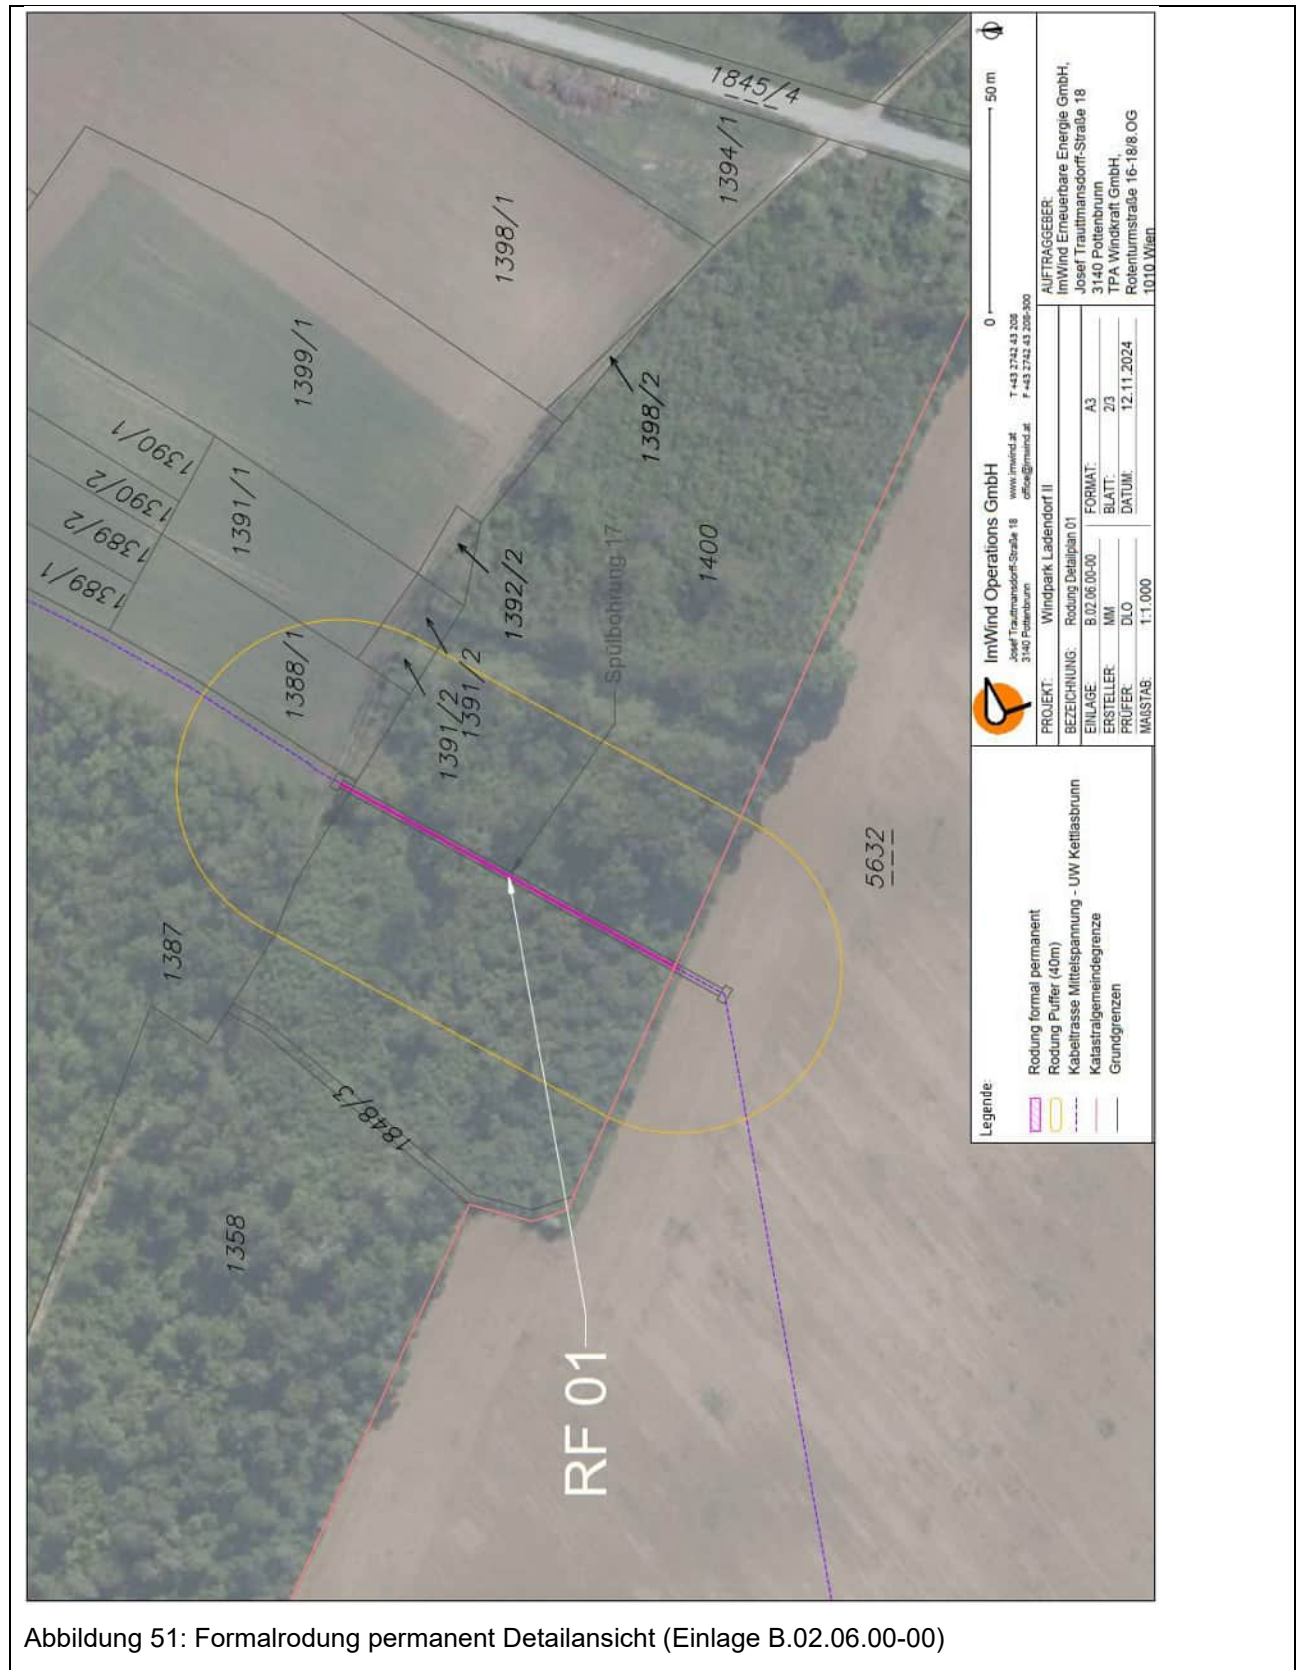 1845/4
1394/1
1398/1
1399/1
1390/1
1390/2
1389/2
1389/1
1391/1
1398/2
1392/2
1388/1
1391/2
1391/2
Spülbohrung 17
1400
1387
5632
1848/3
1358
RF 01
Legende:
Rodung formal permanent
Rodung Puffer (40m)
Kabeltrasse Mittelspannung - UW Kettlasbrunn
Katastralgemeindegrenze
Grundgrenzen
ImWind Operations GmbH
Josef Trauttmansdorff-Straße 18 www.imwind.at T +43 2742 43 208
3140 Pottenbrunn office@imwind.at F +43 2742 43 208-300
0 50 m
PROJEKT: Windpark Ladendorf II
BEZEICHNUNG: Rodung Detailplan 01
EINLAGE: B.02.06.00-00 FORMAT: A3
ERSTELLER: MM BLATT: 2/3
PRÜFER: DLO DATUM: 12.11.2024
MAßSTAB: 1:1.000
AUFTRAGGEBER:
ImWind Erneuerbare Energie GmbH,
Josef Trauttmansdorff-Straße 18
3140 Pottenbrunn
TPA Windkraft GmbH,
Rotenturmstraße 16-18/8.OG
1010 Wien
Abbildung 51: Formalrodung permanent Detailansicht (Einlage B.02.06.00-00)